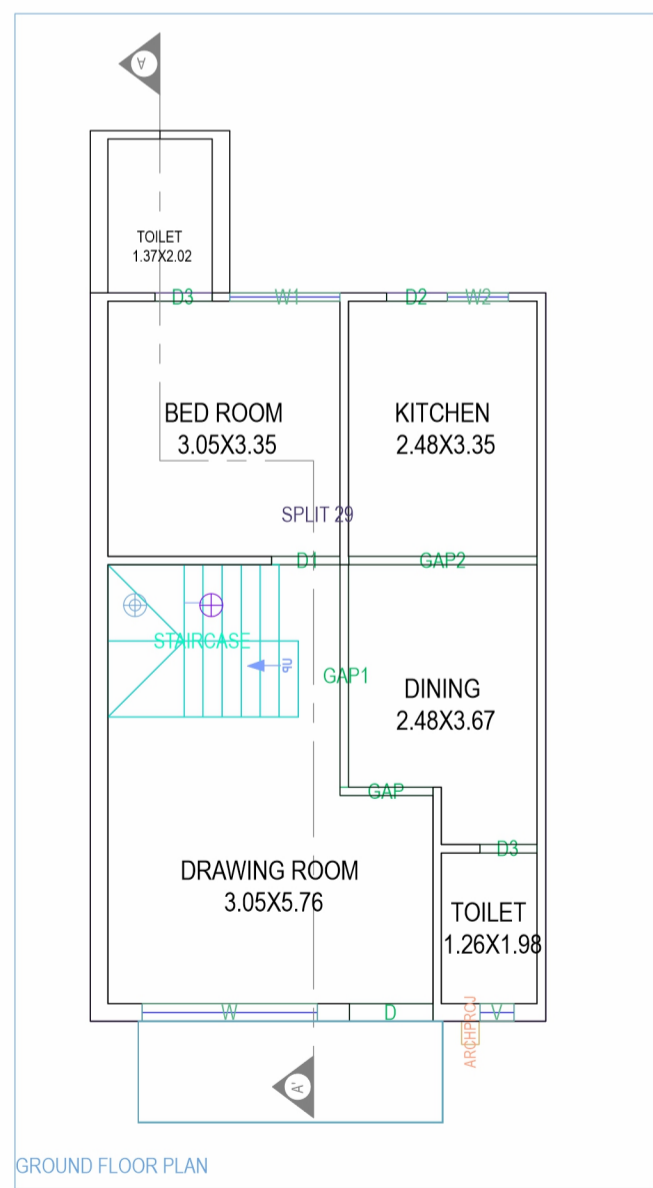 A
TOILET
1.37X2.02
D3
W1
D2
W2
BED ROOM
3.05X3.35
KITCHEN
2.48X3.35
SPLIT 29
D1
GAP2
STAIRCASE
UP
GAP1
DINING
2.48X3.67
GAP
D3
DRAWING ROOM
3.05X5.76
TOILET
1.26X1.98
W
D
V
ARCHPROJ
A'
GROUND FLOOR PLAN